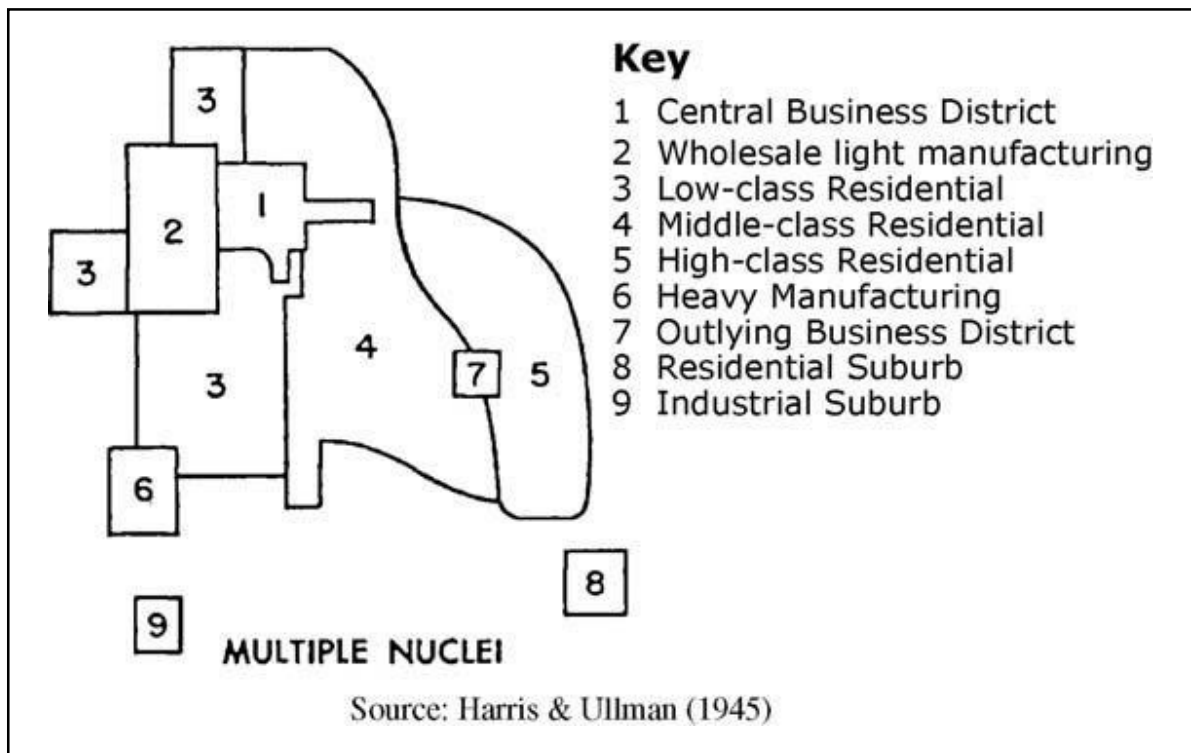 Key
1 Central Business District
2 Wholesale light manufacturing
3 Low-class Residential
4 Middle-class Residential
5 High-class Residential
6 Heavy Manufacturing
7 Outlying Business District
8 Residential Suburb
9 Industrial Suburb
3
1
2
3
4
3
7
5
6
8
9
MULTIPLE NUCLEI
Source: Harris & Ullman (1945)